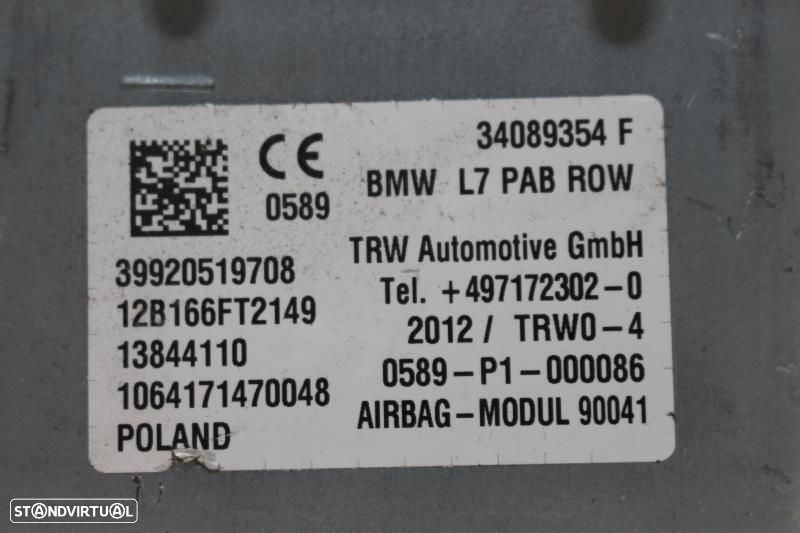 34089354 F
CE
0589
BMW L7 PAB ROW
TRW Automotive GmbH
39920519708
Tel. +497172302-0
12B166FT2149
2012 / TRW0-4
13844110
0589-P1-000086
1064171470048
AIRBAG-MODUL 90041
POLAND
STANDVIRTUAL